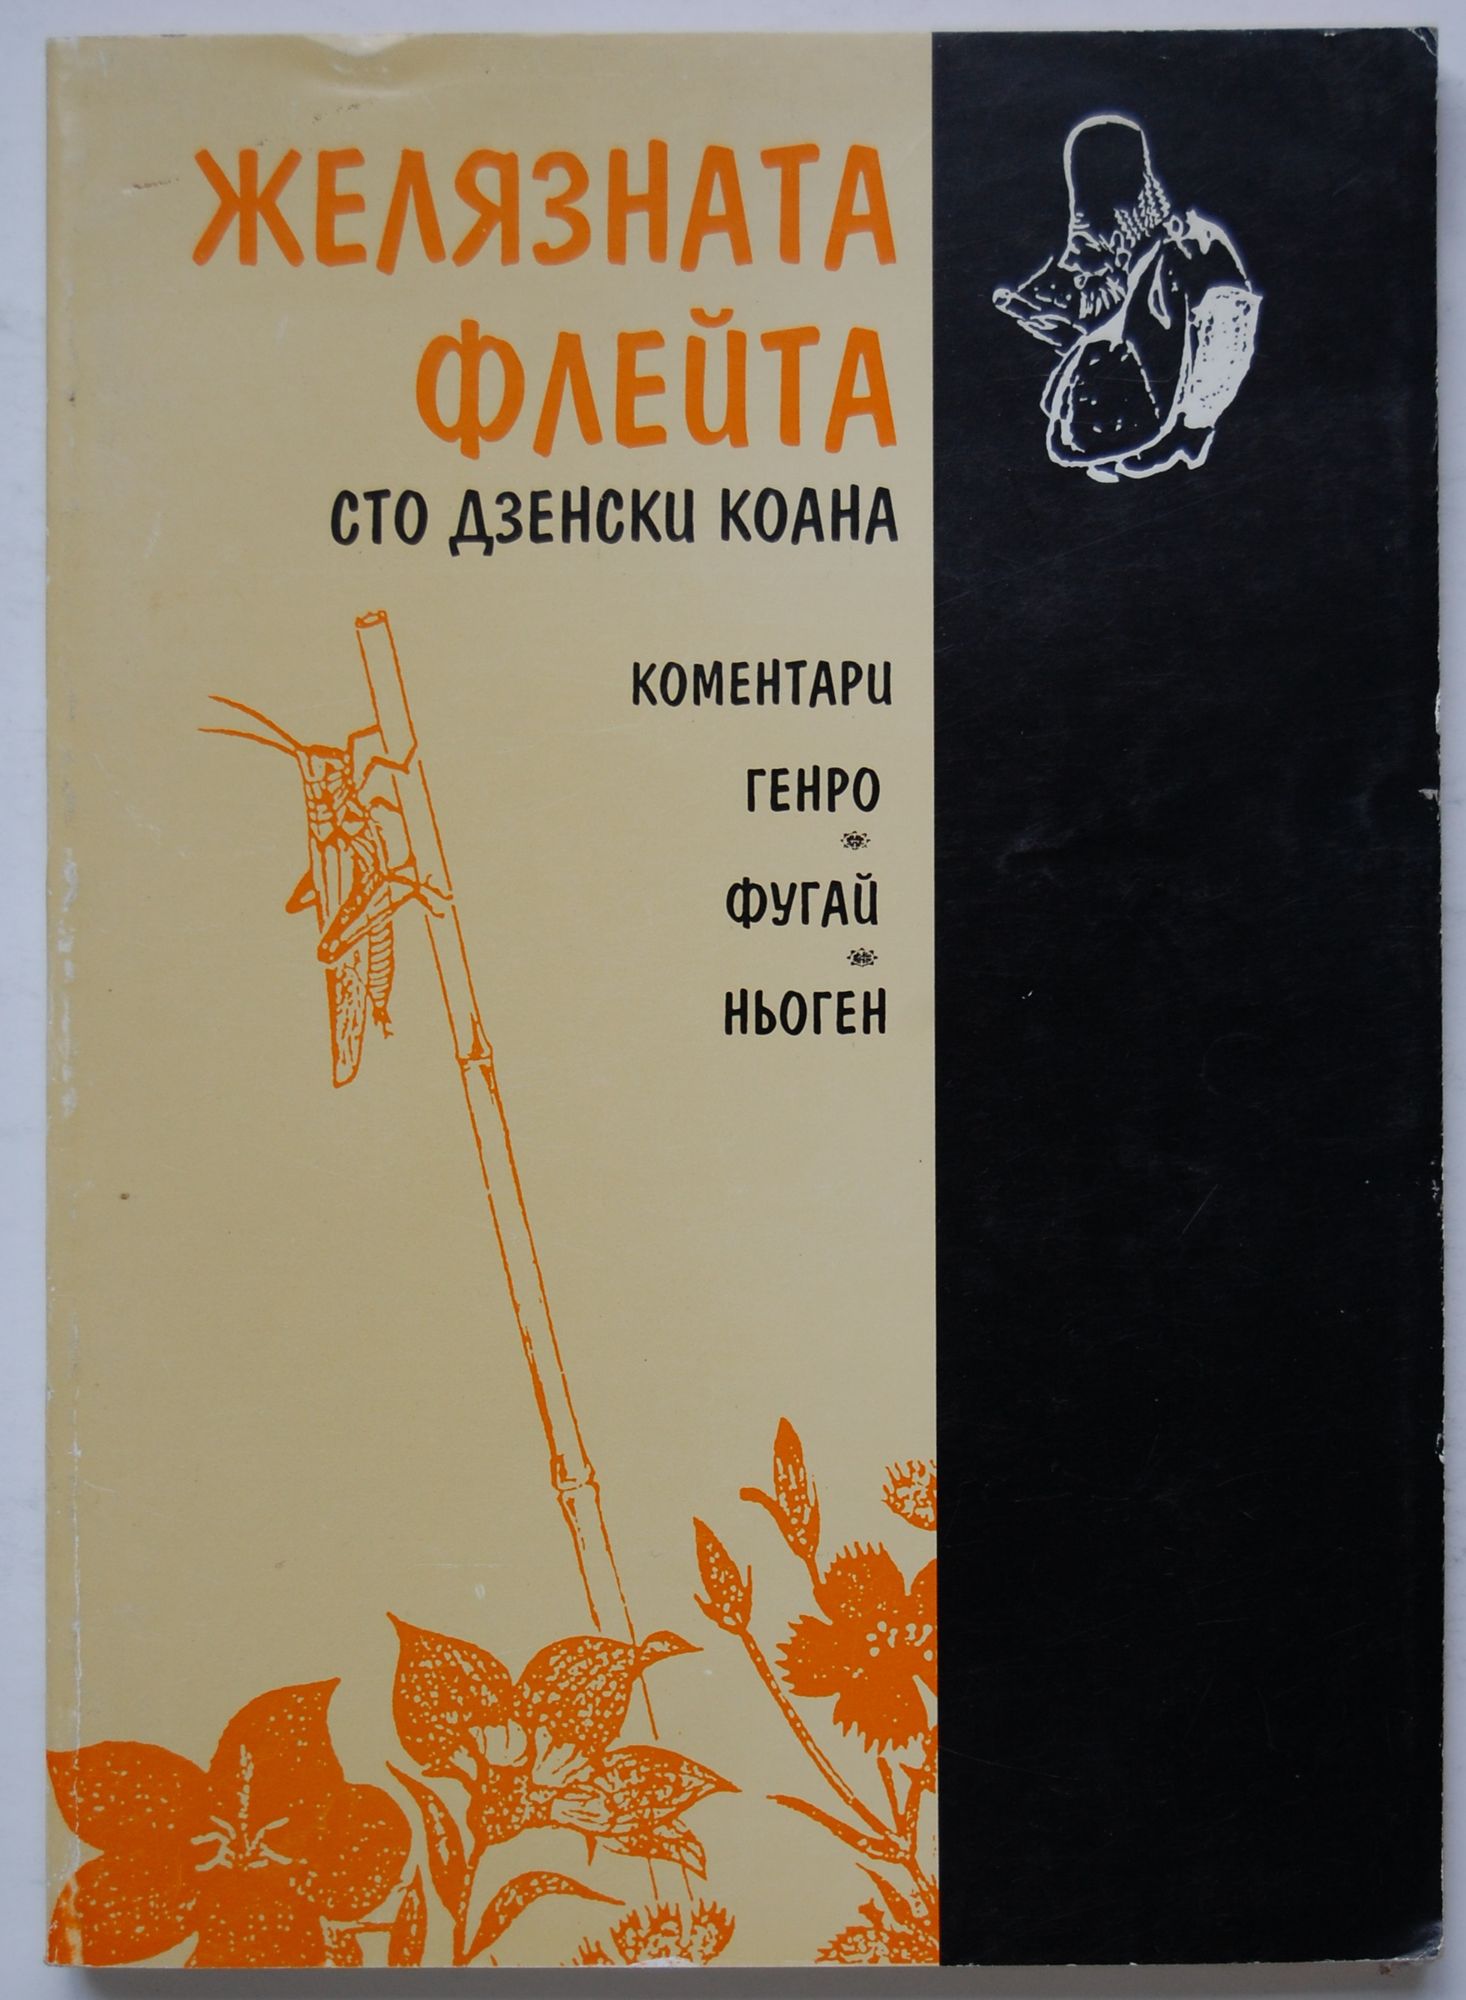 ЖЕЛЯЗНАТА
ФЛЕЙТА
СТО ДЗЕНСКИ КОАНА
КОМЕНТАРИ
ГЕНРО
ФУГАЙ
НЬОГЕН